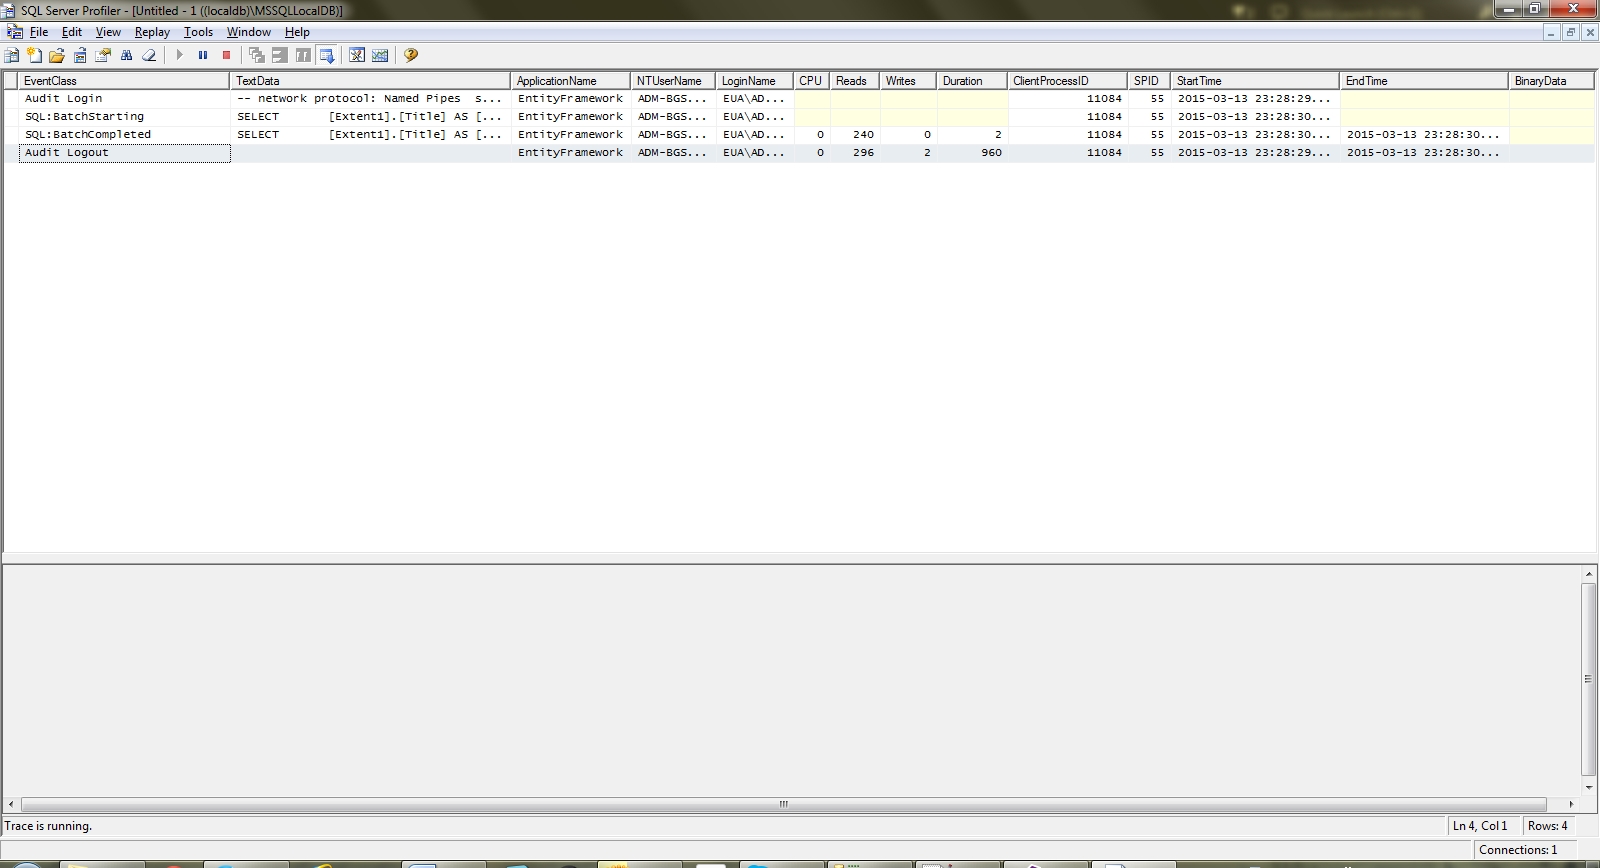 SQL Server Profiler - [Untitled - 1 ((localdb)\MSSQLLocalDB)]
File Edit View Replay Tools Window Help
EventClass TextData ApplicationName NTUserName LoginName CPU Reads Writes Duration ClientProcessID SPID StartTime EndTime BinaryData
Audit Login -- network protocol: Named Pipes s... EntityFramework ADM-BGS... EUA\AD... 11084 55 2015-03-13 23:28:29...
SQL:BatchStarting SELECT [Extent1].[Title] AS [... EntityFramework ADM-BGS... EUA\AD... 11084 55 2015-03-13 23:28:30...
SQL:BatchCompleted SELECT [Extent1].[Title] AS [... EntityFramework ADM-BGS... EUA\AD... 0 240 0 2 11084 55 2015-03-13 23:28:30... 2015-03-13 23:28:30...
Audit Logout EntityFramework ADM-BGS... EUA\AD... 0 296 2 960 11084 55 2015-03-13 23:28:29... 2015-03-13 23:28:30...
Trace is running. Ln 4, Col 1 Rows: 4
Connections: 1